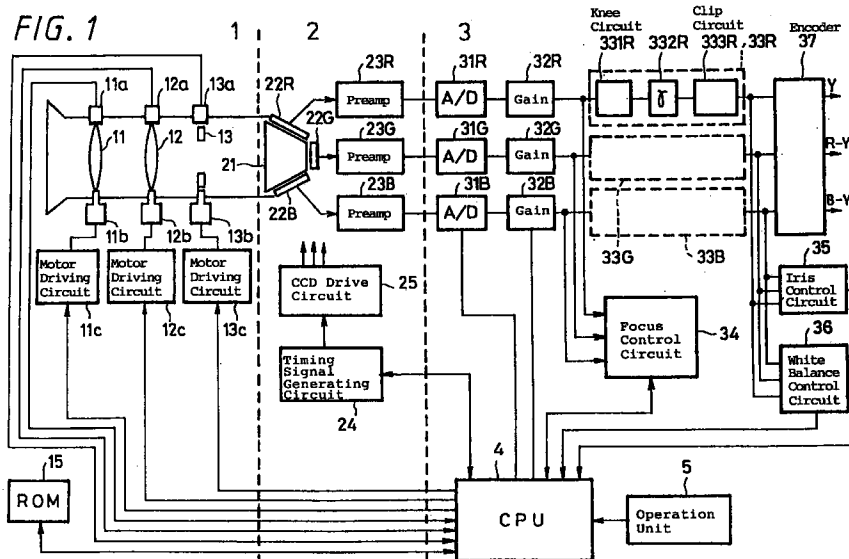 FIG. 1
1
2
3
Knee
Circuit
331R
332R
Clip
Circuit
333R
33R
Encoder
37
11a
12a
13a
22R
23R
31R
32R
Preamp
A/D
Gain
γ
Y
11
12
13
21
22G
23G
31G
32G
Preamp
A/D
Gain
R-Y
22B
23B
31B
32B
Preamp
A/D
Gain
B-Y
11b
12b
13b
33G
33B
35
Iris
Control
Circuit
Motor
Driving
Circuit
11c
Motor
Driving
Circuit
12c
Motor
Driving
Circuit
13c
CCD Drive
Circuit
25
Focus
Control
Circuit
34
36
White
Balance
Control
Circuit
Timing
Signal
Generating
Circuit
24
15
ROM
4
CPU
5
Operation
Unit